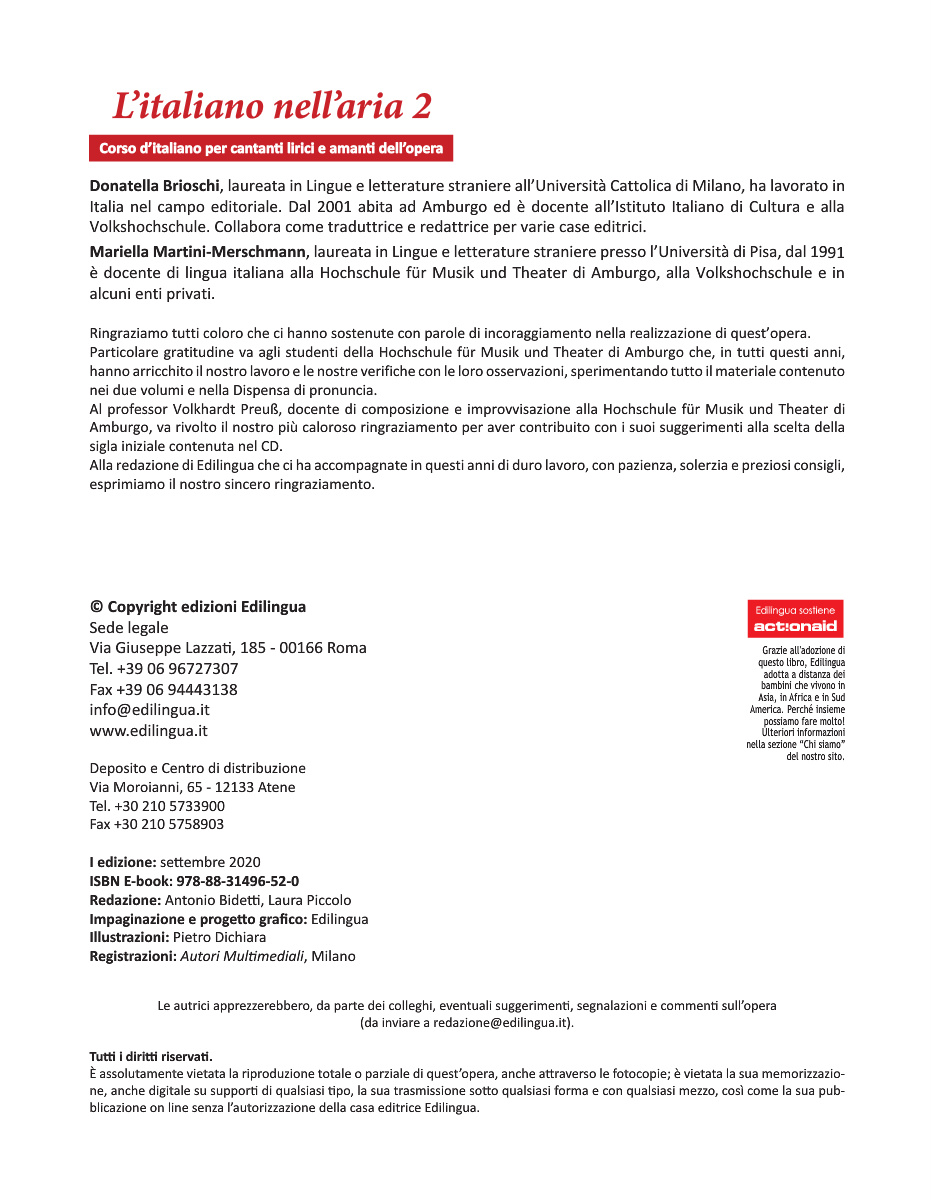 L’italiano nell’aria 2
Corso d’italiano per cantanti lirici e amanti dell’opera
Donatella Brioschi, laureata in Lingue e letterature straniere all’Università Cattolica di Milano, ha lavorato in
Italia nel campo editoriale. Dal 2001 abita ad Amburgo ed è docente all’Istituto Italiano di Cultura e alla
Volkshochschule. Collabora come traduttrice e redattrice per varie case editrici.
Mariella Martini-Merschmann, laureata in Lingue e letterature straniere presso l’Università di Pisa, dal 1991
è docente di lingua italiana alla Hochschule für Musik und Theater di Amburgo, alla Volkshochschule e in
alcuni enti privati.
Ringraziamo tutti coloro che ci hanno sostenute con parole di incoraggiamento nella realizzazione di quest’opera.
Particolare gratitudine va agli studenti della Hochschule für Musik und Theater di Amburgo che, in tutti questi anni,
hanno arricchito il nostro lavoro e le nostre verifiche con le loro osservazioni, sperimentando tutto il materiale contenuto
nei due volumi e nella Dispensa di pronuncia.
Al professor Volkhardt Preuß, docente di composizione e improvvisazione alla Hochschule für Musik und Theater di
Amburgo, va rivolto il nostro più caloroso ringraziamento per aver contribuito con i suoi suggerimenti alla scelta della
sigla iniziale contenuta nel CD.
Alla redazione di Edilingua che ci ha accompagnate in questi anni di duro lavoro, con pazienza, solerzia e preziosi consigli,
esprimiamo il nostro sincero ringraziamento.
© Copyright edizioni Edilingua
Sede legale
Via Giuseppe Lazzati, 185 - 00166 Roma
Tel. +39 06 96727307
Fax +39 06 94443138
info@edilingua.it
www.edilingua.it
Edilingua sostiene
act!onaid
Grazie all’adozione di
questo libro, Edilingua
adotta a distanza dei
bambini che vivono in
Asia, in Africa e in Sud
America. Perché insieme
possiamo fare molto!
Ulteriori informazioni
nella sezione “Chi siamo”
del nostro sito.
Deposito e Centro di distribuzione
Via Moroianni, 65 - 12133 Atene
Tel. +30 210 5733900
Fax +30 210 5758903
I edizione: settembre 2020
ISBN E-book: 978-88-31496-52-0
Redazione: Antonio Bidetti, Laura Piccolo
Impaginazione e progetto grafico: Edilingua
Illustrazioni: Pietro Dichiara
Registrazioni: Autori Multimediali, Milano
Le autrici apprezzerebbero, da parte dei colleghi, eventuali suggerimenti, segnalazioni e commenti sull’opera
(da inviare a redazione@edilingua.it).
Tutti i diritti riservati.
È assolutamente vietata la riproduzione totale o parziale di quest’opera, anche attraverso le fotocopie; è vietata la sua memorizzazio-
ne, anche digitale su supporti di qualsiasi tipo, la sua trasmissione sotto qualsiasi forma e con qualsiasi mezzo, così come la sua pub-
blicazione on line senza l’autorizzazione della casa editrice Edilingua.